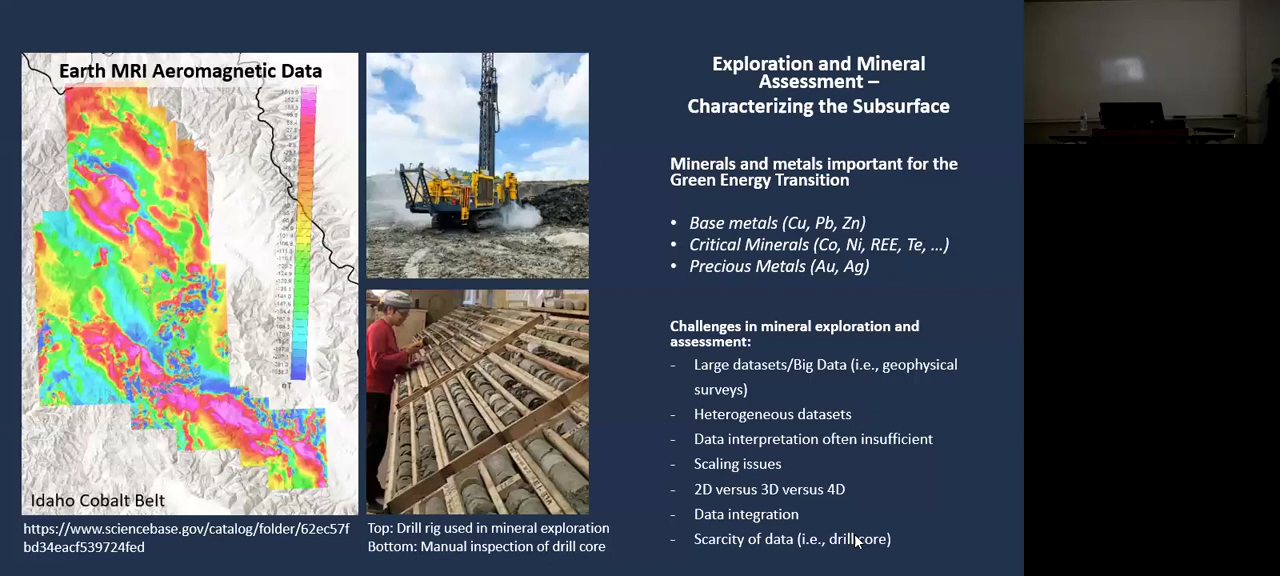 Earth MRI Aeromagnetic Data
nT
Idaho Cobalt Belt
https://www.sciencebase.gov/catalog/folder/62ec57f
bd34eacf539724fed
Top: Drill rig used in mineral exploration
Bottom: Manual inspection of drill core
Exploration and Mineral
Assessment –
Characterizing the Subsurface
Minerals and metals important for the
Green Energy Transition
• Base metals (Cu, Pb, Zn)
• Critical Minerals (Co, Ni, REE, Te, …)
• Precious Metals (Au, Ag)
Challenges in mineral exploration and
assessment:
- Large datasets/Big Data (i.e., geophysical
surveys)
- Heterogeneous datasets
- Data interpretation often insufficient
- Scaling issues
- 2D versus 3D versus 4D
- Data integration
- Scarcity of data (i.e., drill core)